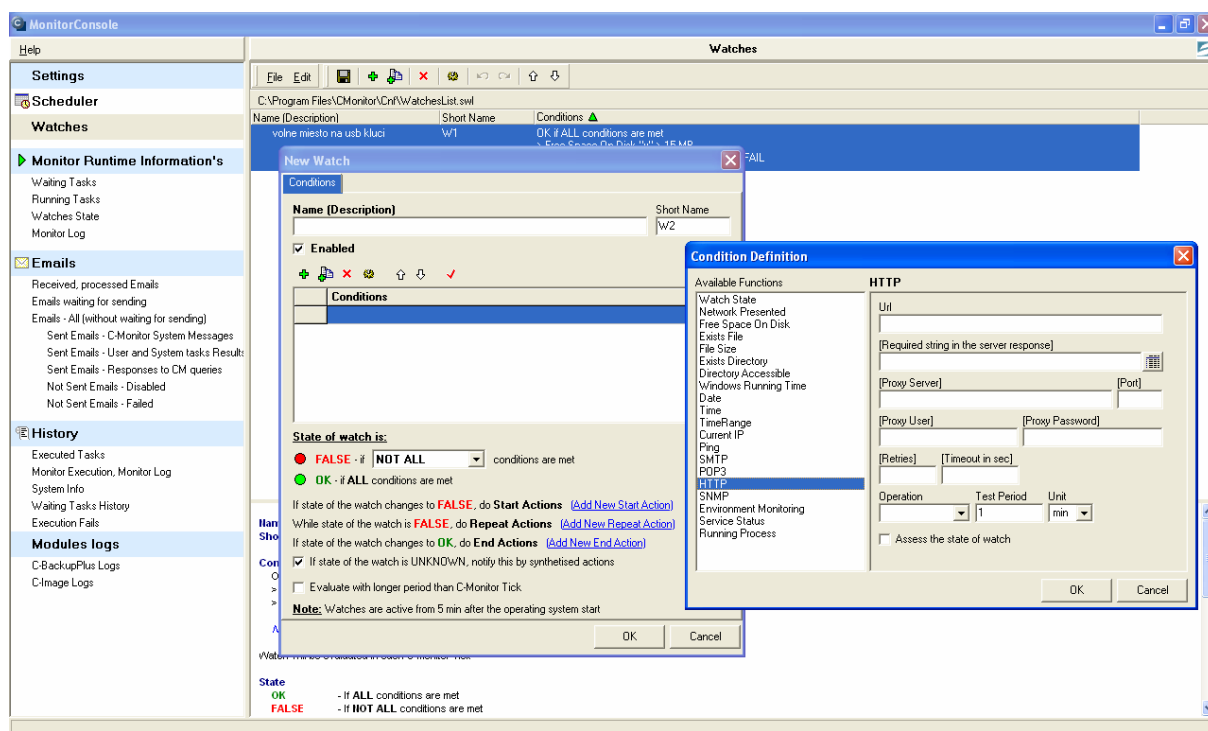 MonitorConsole
Help
Watches
Settings
Scheduler
Watches
Monitor Runtime Information's
Waiting Tasks
Running Tasks
Watches State
Monitor Log
Emails
Received, processed Emails
Emails waiting for sending
Emails - All (without waiting for sending)
Sent Emails - C-Monitor System Messages
Sent Emails - User and System tasks Results
Sent Emails - Responses to CM queries
Not Sent Emails - Disabled
Not Sent Emails - Failed
History
Executed Tasks
Monitor Execution, Monitor Log
System Info
Waiting Tasks History
Execution Fails
Modules logs
C-BackupPlus Logs
C-Image Logs
File Edit
C:\Program Files\CMonitor\Cnf\WatchesList.swl
Name (Description) Short Name Conditions
volne miesto na usb kluci W1 OK if ALL conditions are met
> Free Space On Disk "v" > 15 MB
FAIL
New Watch
Conditions
Name (Description) Short Name
W2
Enabled
Conditions
State of watch is:
FALSE - if NOT ALL conditions are met
OK - if ALL conditions are met
If state of the watch changes to FALSE, do Start Actions (Add New Start Action)
While state of the watch is FALSE, do Repeat Actions (Add New Repeat Action)
If state of the watch changes to OK, do End Actions (Add New End Action)
If state of the watch is UNKNOWN, notify this by synthetised actions
Evaluate with longer period than C-Monitor Tick
Note: Watches are active from 5 min after the operating system start
OK Cancel
Condition Definition
Available Functions
Watch State
Network Presented
Free Space On Disk
Exists File
File Size
Exists Directory
Directory Accessible
Windows Running Time
Date
Time
TimeRange
Current IP
Ping
SMTP
POP3
HTTP
SNMP
Environment Monitoring
Service Status
Running Process
HTTP
Url
[Required string in the server response]
[Proxy Server] [Port]
[Proxy User] [Proxy Password]
[Retries] [Timeout in sec]
Operation Test Period Unit
1 min
Assess the state of watch
OK Cancel
State
OK - If ALL conditions are met
FALSE - If NOT ALL conditions are met